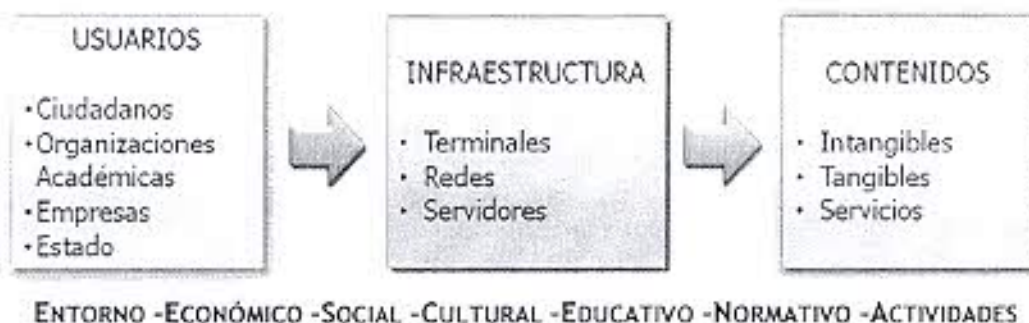 USUARIOS
•Ciudadanos
•Organizaciones
Académicas
•Empresas
•Estado
INFRAESTRUCTURA
• Terminales
• Redes
• Servidores
CONTENIDOS
• Intangibles
• Tangibles
• Servicios
ENTORNO -ECONÓMICO -SOCIAL -CULTURAL -EDUCATIVO -NORMATIVO -ACTIVIDADES